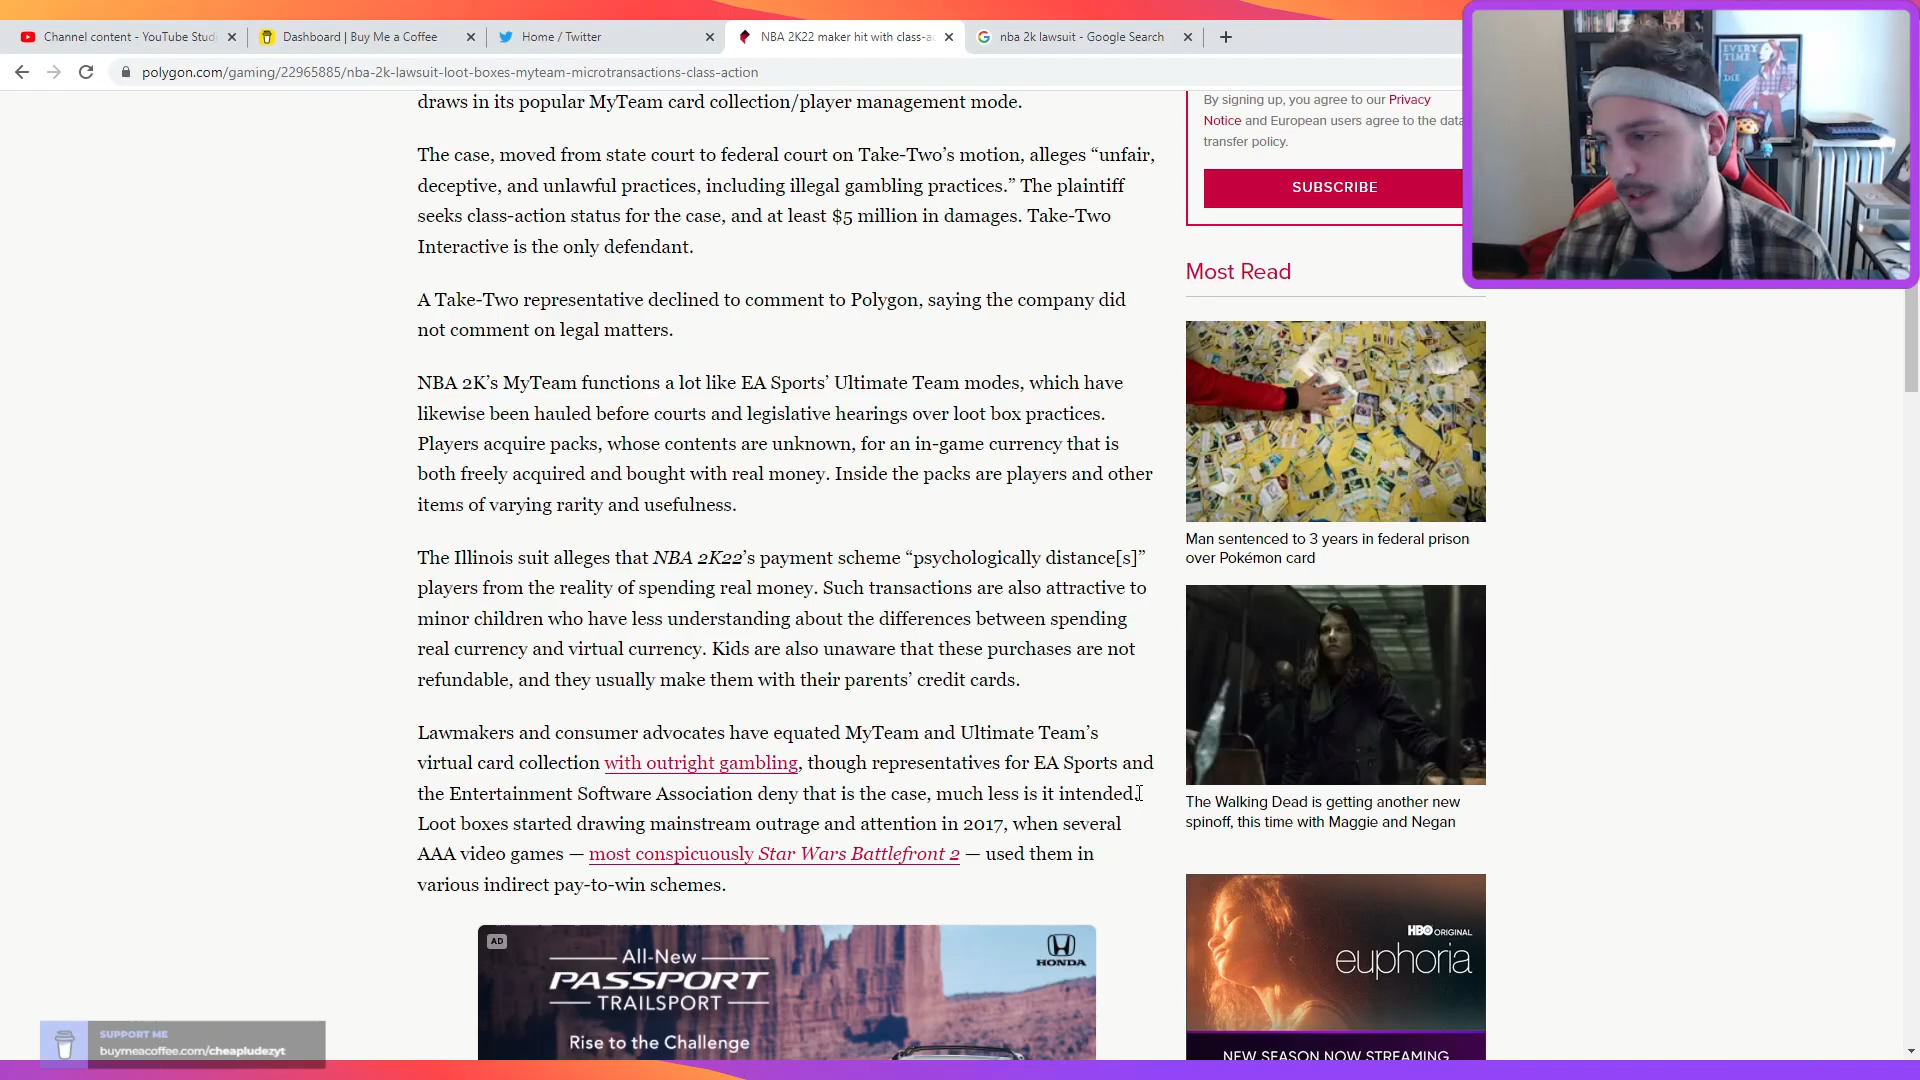 Channel content - YouTube Stud
Dashboard | Buy Me a Coffee
Home / Twitter
NBA 2K22 maker hit with class-ac
nba 2k lawsuit - Google Search
polygon.com/gaming/22965885/nba-2k-lawsuit-loot-boxes-myteam-microtransactions-class-action
draws in its popular MyTeam card collection/player management mode.
The case, moved from state court to federal court on Take-Two’s motion, alleges “unfair,
deceptive, and unlawful practices, including illegal gambling practices.” The plaintiff
seeks class-action status for the case, and at least $5 million in damages. Take-Two
Interactive is the only defendant.
A Take-Two representative declined to comment to Polygon, saying the company did
not comment on legal matters.
NBA 2K’s MyTeam functions a lot like EA Sports’ Ultimate Team modes, which have
likewise been hauled before courts and legislative hearings over loot box practices.
Players acquire packs, whose contents are unknown, for an in-game currency that is
both freely acquired and bought with real money. Inside the packs are players and other
items of varying rarity and usefulness.
The Illinois suit alleges that NBA 2K22’s payment scheme “psychologically distance[s]”
players from the reality of spending real money. Such transactions are also attractive to
minor children who have less understanding about the differences between spending
real currency and virtual currency. Kids are also unaware that these purchases are not
refundable, and they usually make them with their parents’ credit cards.
Lawmakers and consumer advocates have equated MyTeam and Ultimate Team’s
virtual card collection with outright gambling, though representatives for EA Sports and
the Entertainment Software Association deny that is the case, much less is it intended.
Loot boxes started drawing mainstream outrage and attention in 2017, when several
AAA video games — most conspicuously Star Wars Battlefront 2 — used them in
various indirect pay-to-win schemes.
AD
All-New
PASSPORT
TRAILSPORT
Rise to the Challenge
HONDA
By signing up, you agree to our Privacy
Notice and European users agree to the data
transfer policy.
SUBSCRIBE
Most Read
Man sentenced to 3 years in federal prison
over Pokémon card
The Walking Dead is getting another new
spinoff, this time with Maggie and Negan
HBO ORIGINAL
euphoria
NEW SEASON NOW STREAMING
EVERY
TIME
DIE
SUPPORT ME
buymeacoffee.com/cheapludezyt